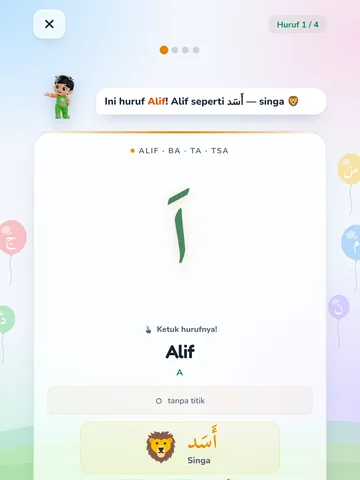 Huruf 1 / 4
Ini huruf Alif! Alif seperti أَسَد — singa 🦁
ALIF · BA · TA · TSA
أَ
Ketuk hurufnya!
Alif
A
tanpa titik
أَسَد
Singa
ج
د
س
م
ن